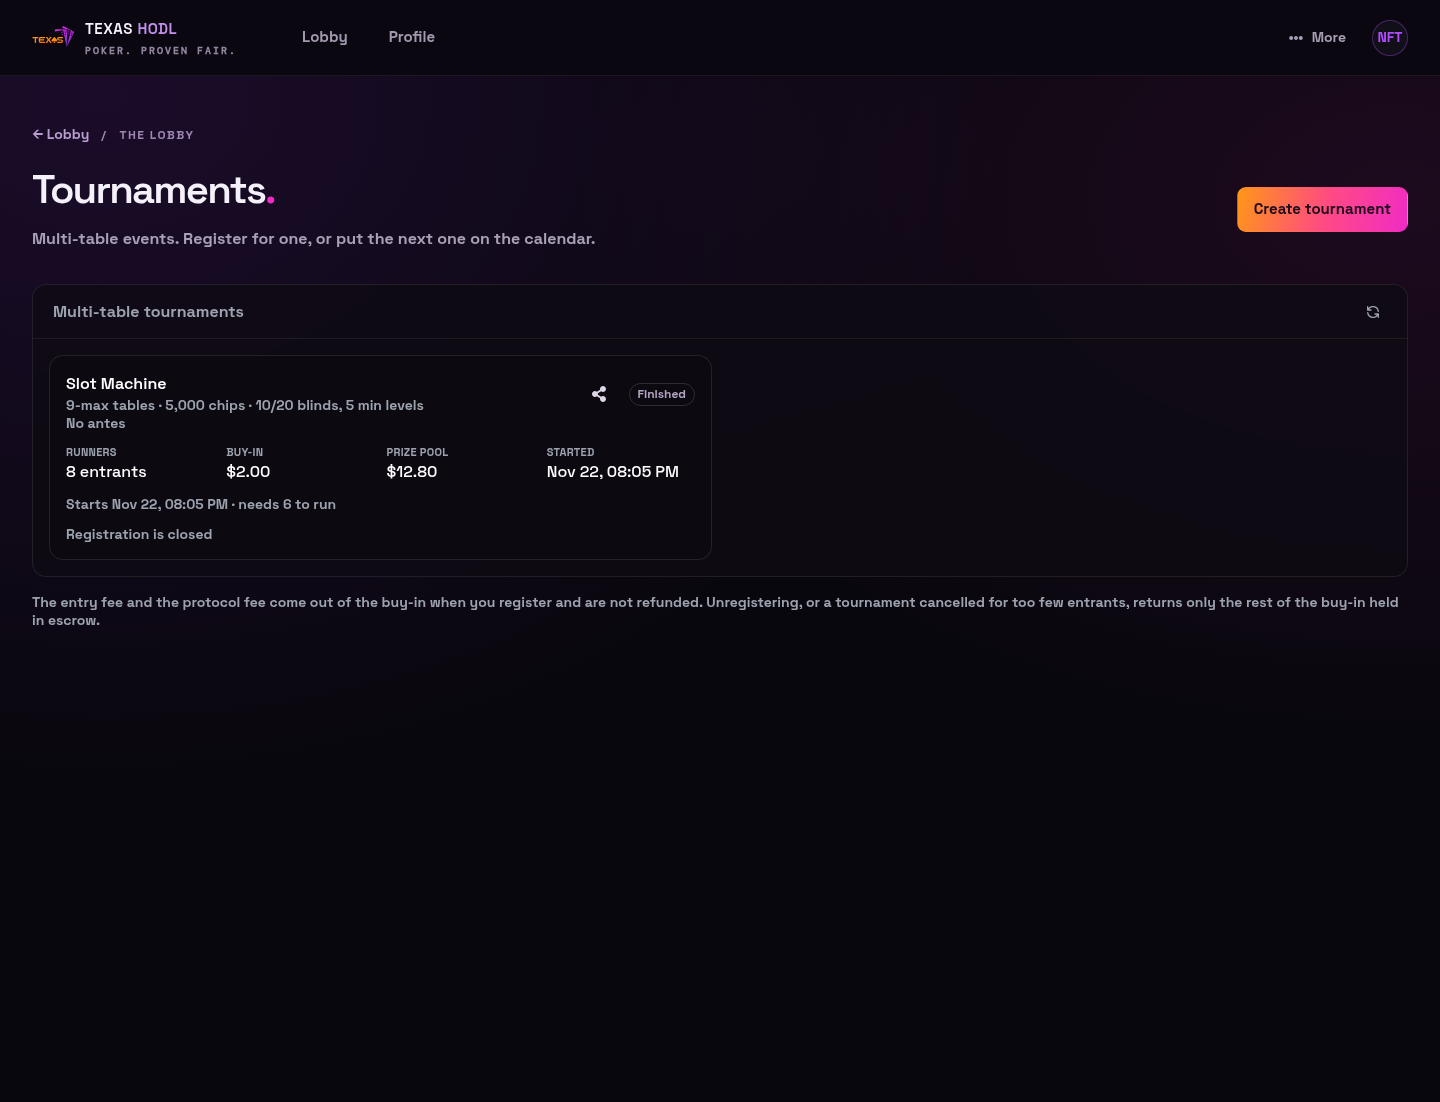 TEXAS
TEXAS HODL
POKER. PROVEN FAIR.
Lobby
Profile
More
NFT
← Lobby / THE LOBBY
Tournaments.
Multi-table events. Register for one, or put the next one on the calendar.
Create tournament
Multi-table tournaments
Slot Machine
9-max tables · 5,000 chips · 10/20 blinds, 5 min levels
No antes
Finished
RUNNERS
8 entrants
BUY-IN
$2.00
PRIZE POOL
$12.80
STARTED
Nov 22, 08:05 PM
Starts Nov 22, 08:05 PM · needs 6 to run
Registration is closed
The entry fee and the protocol fee come out of the buy-in when you register and are not refunded. Unregistering, or a tournament cancelled for too few entrants, returns only the rest of the buy-in held
in escrow.